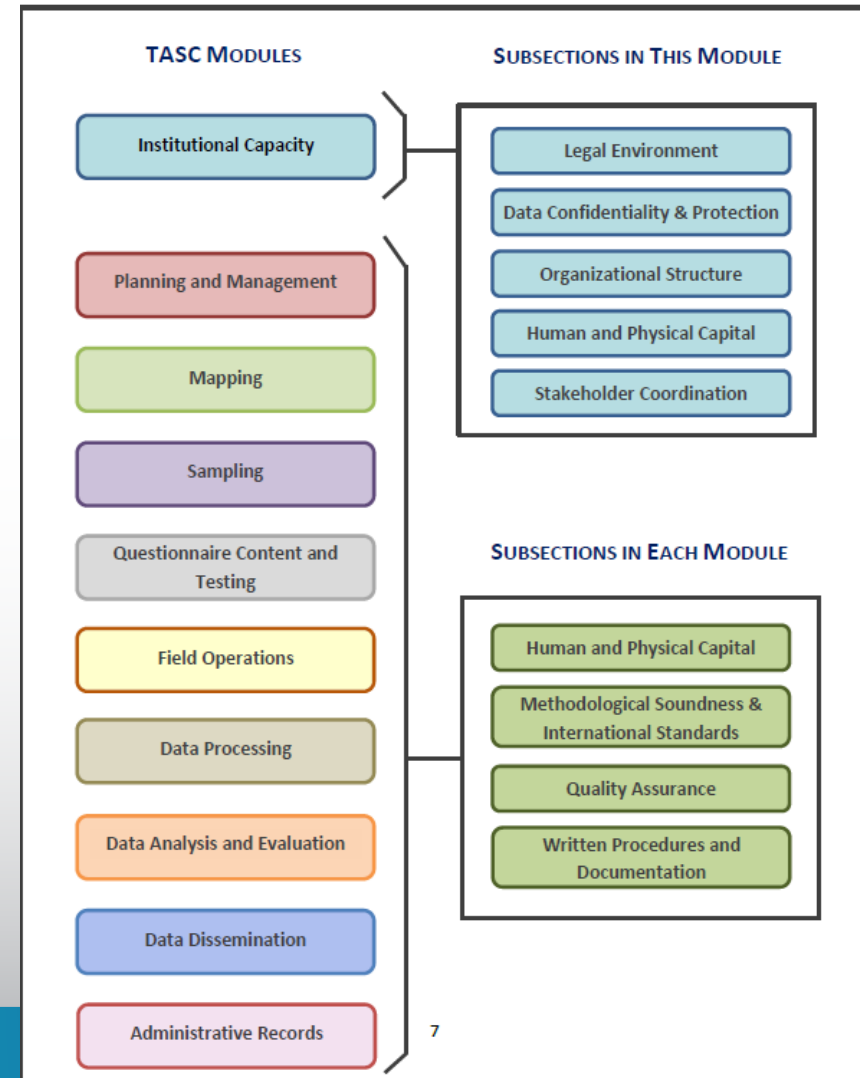 TASC MODULES
Institutional Capacity
Planning and Management
Mapping
Sampling
Questionnaire Content and
Testing
Field Operations
Data Processing
Data Analysis and Evaluation
Data Dissemination
Administrative Records
SUBSECTIONS IN THIS MODULE
Legal Environment
Data Confidentiality & Protection
Organizational Structure
Human and Physical Capital
Stakeholder Coordination
SUBSECTIONS IN EACH MODULE
Human and Physical Capital
Methodological Soundness &
International Standards
Quality Assurance
Written Procedures and
Documentation
7